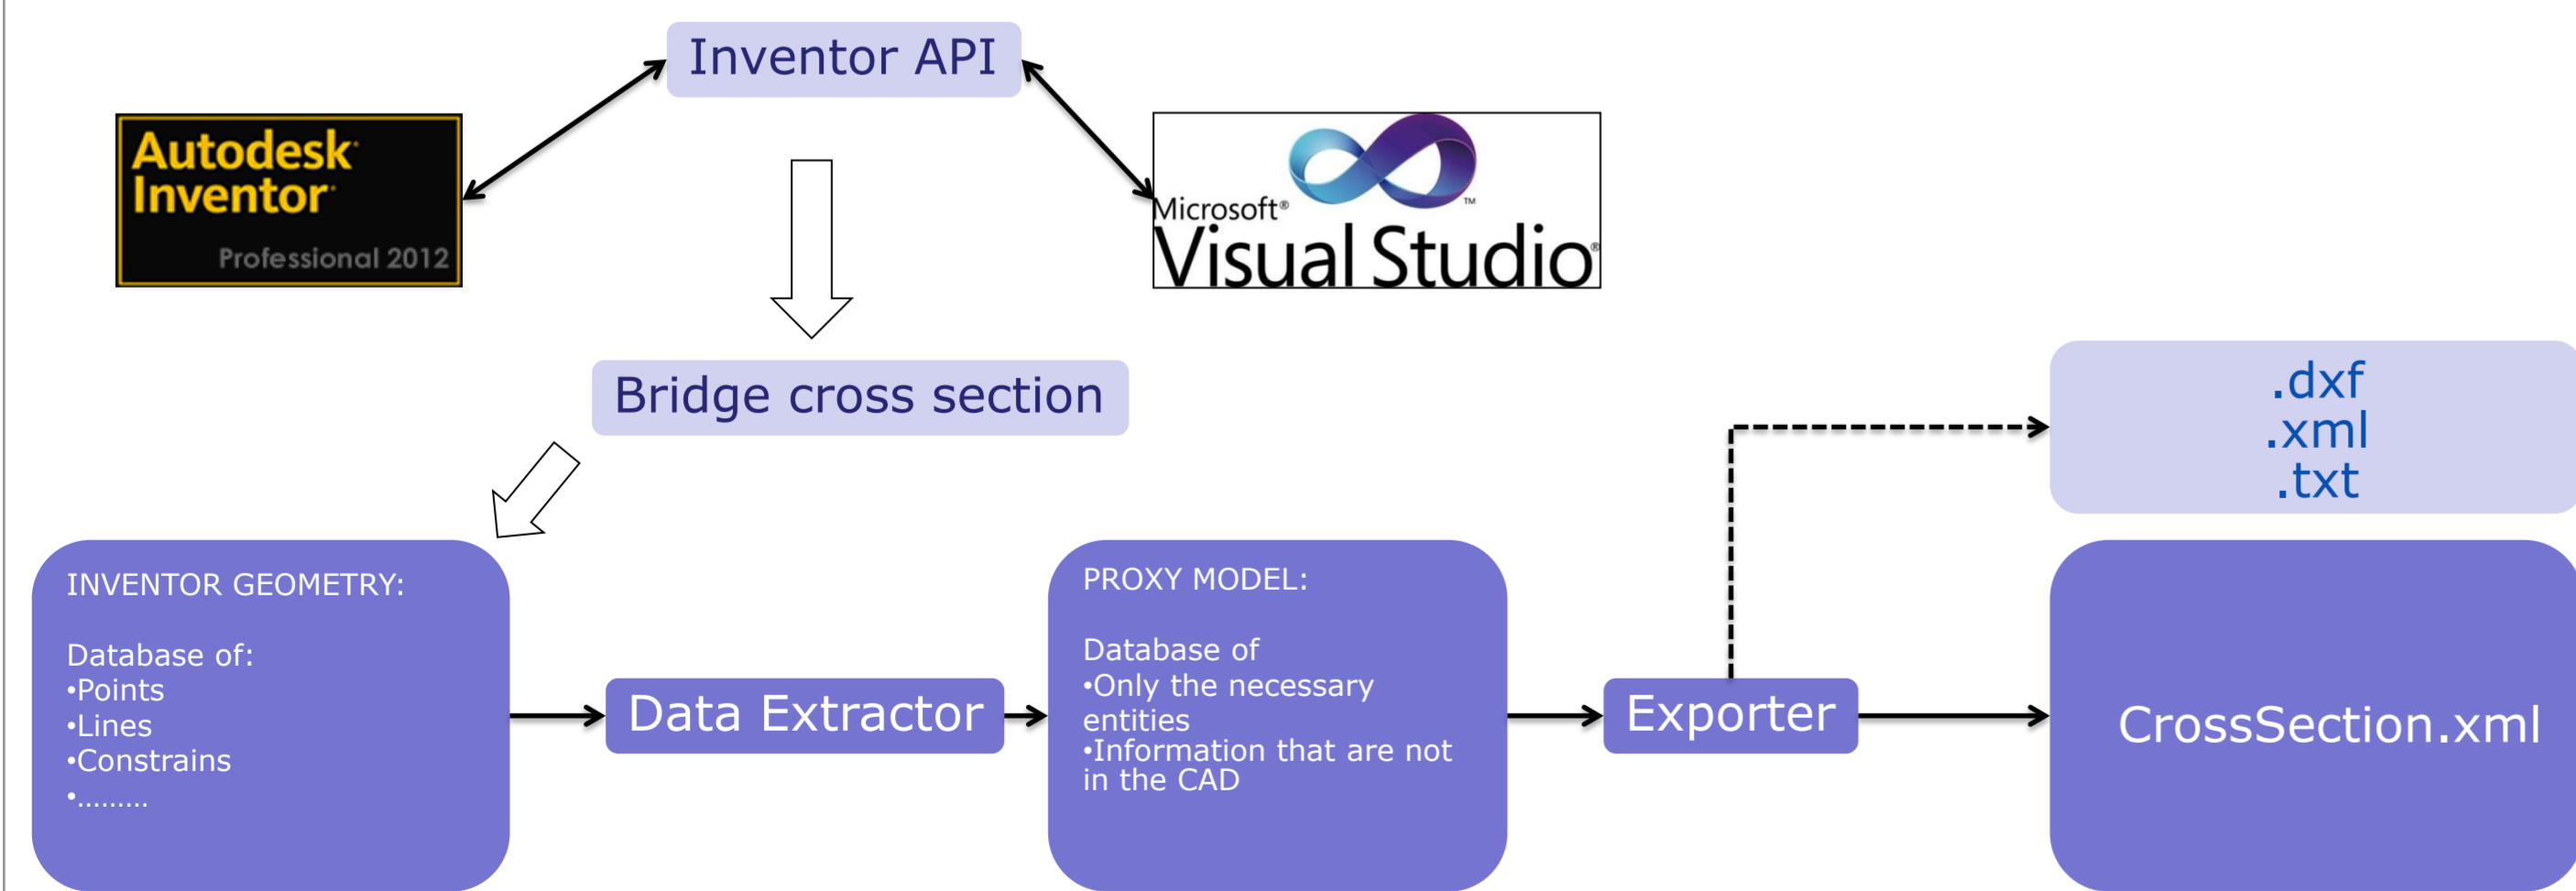 Inventor API
Autodesk®
Inventor®
Professional 2012
™
Microsoft®
Visual Studio®
Bridge cross section
.dxf
.xml
.txt
INVENTOR GEOMETRY:
Database of:
•Points
•Lines
•Constrains
•.........
Data Extractor
PROXY MODEL:
Database of
•Only the necessary
entities
•Information that are not
in the CAD
Exporter
CrossSection.xml